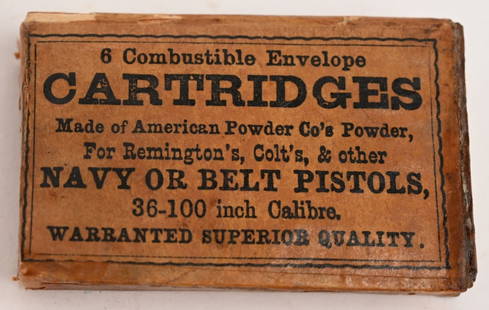 6 Combustible Envelope
CARTRIDGES
Made of American Powder Co's Powder,
For Remington's, Colt's, & other
NAVY OR BELT PISTOLS,
36-100 inch Calibre.
WARRANTED SUPERIOR QUALITY.